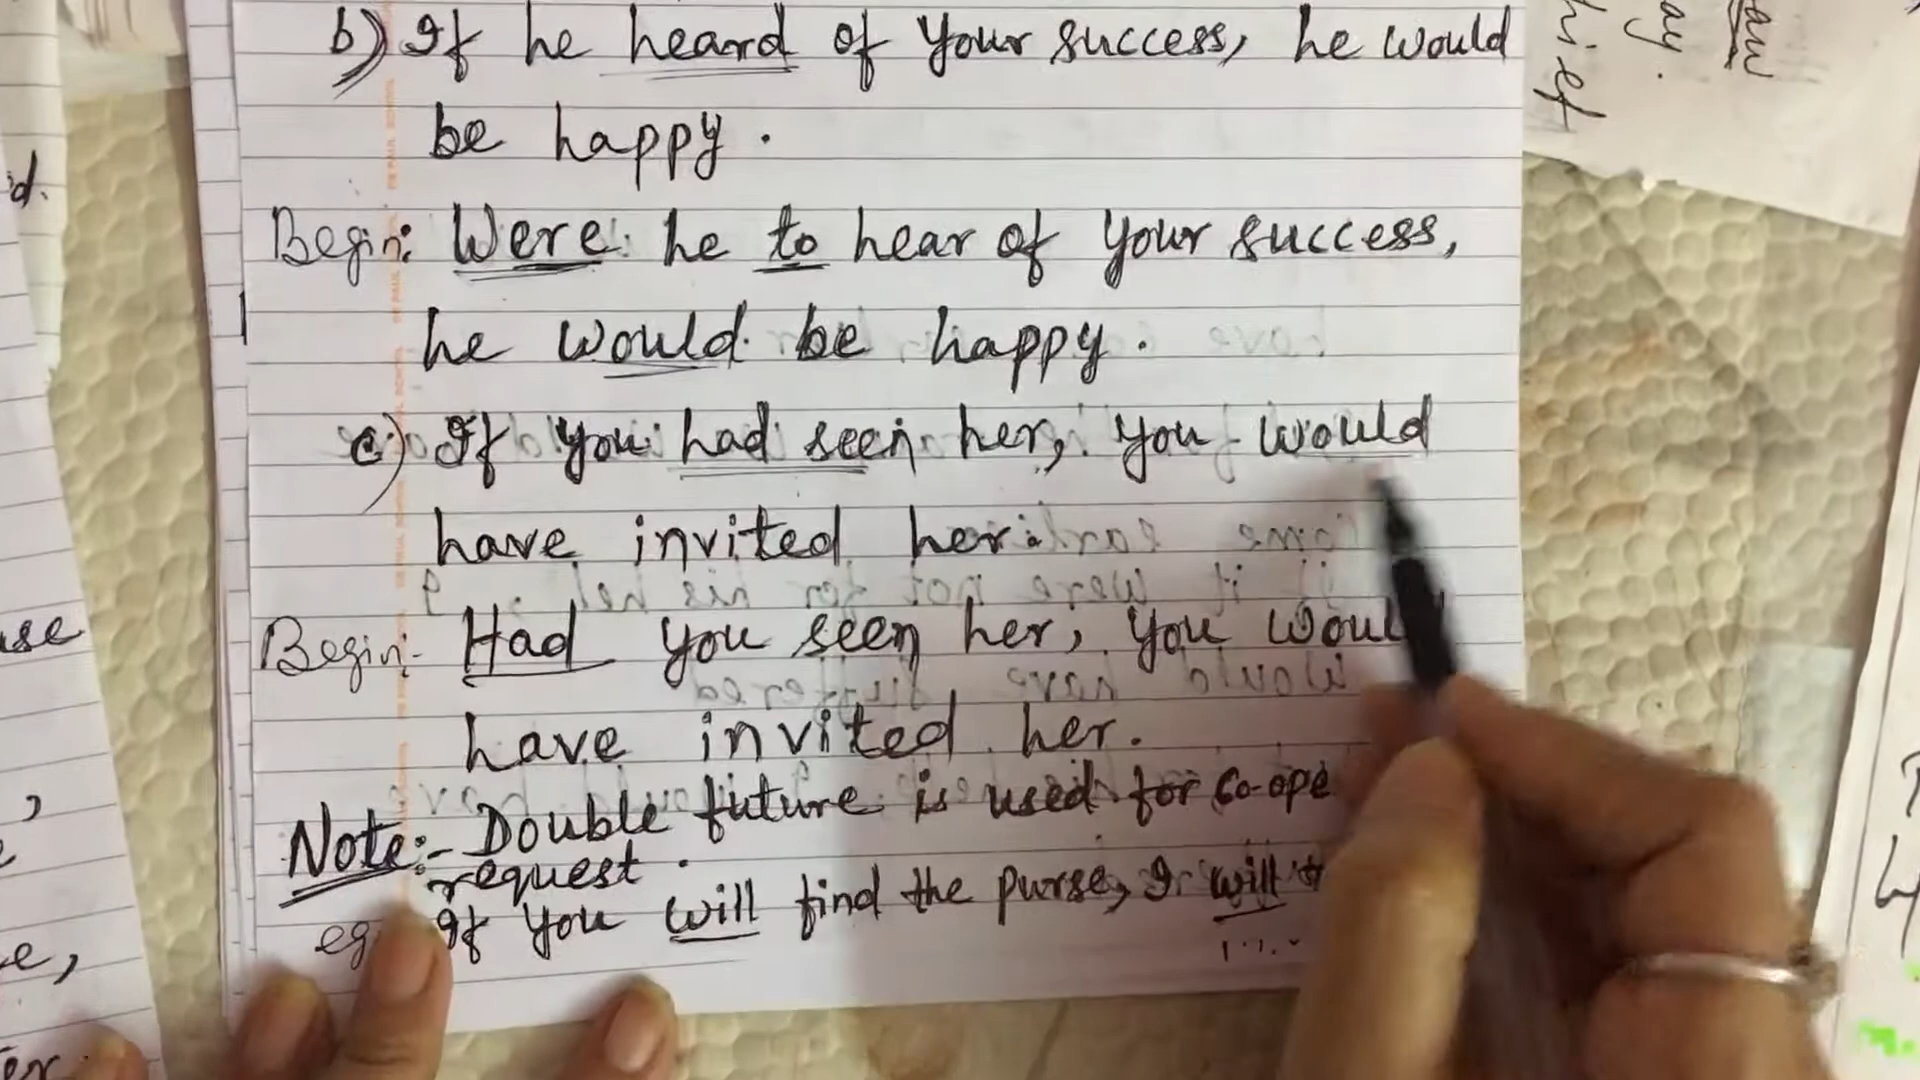 b) If he heard of your success, he would
be happy.
Begin: Were he to hear of your success,
he would be happy.
c) If you had seen her, you would
have invited her.
Begin:- Had you seen her, you woul
have invited her.
Note:- Double future is used for co-ope
request.
eg If you will find the purse, I will
d.
use
ay.
hief